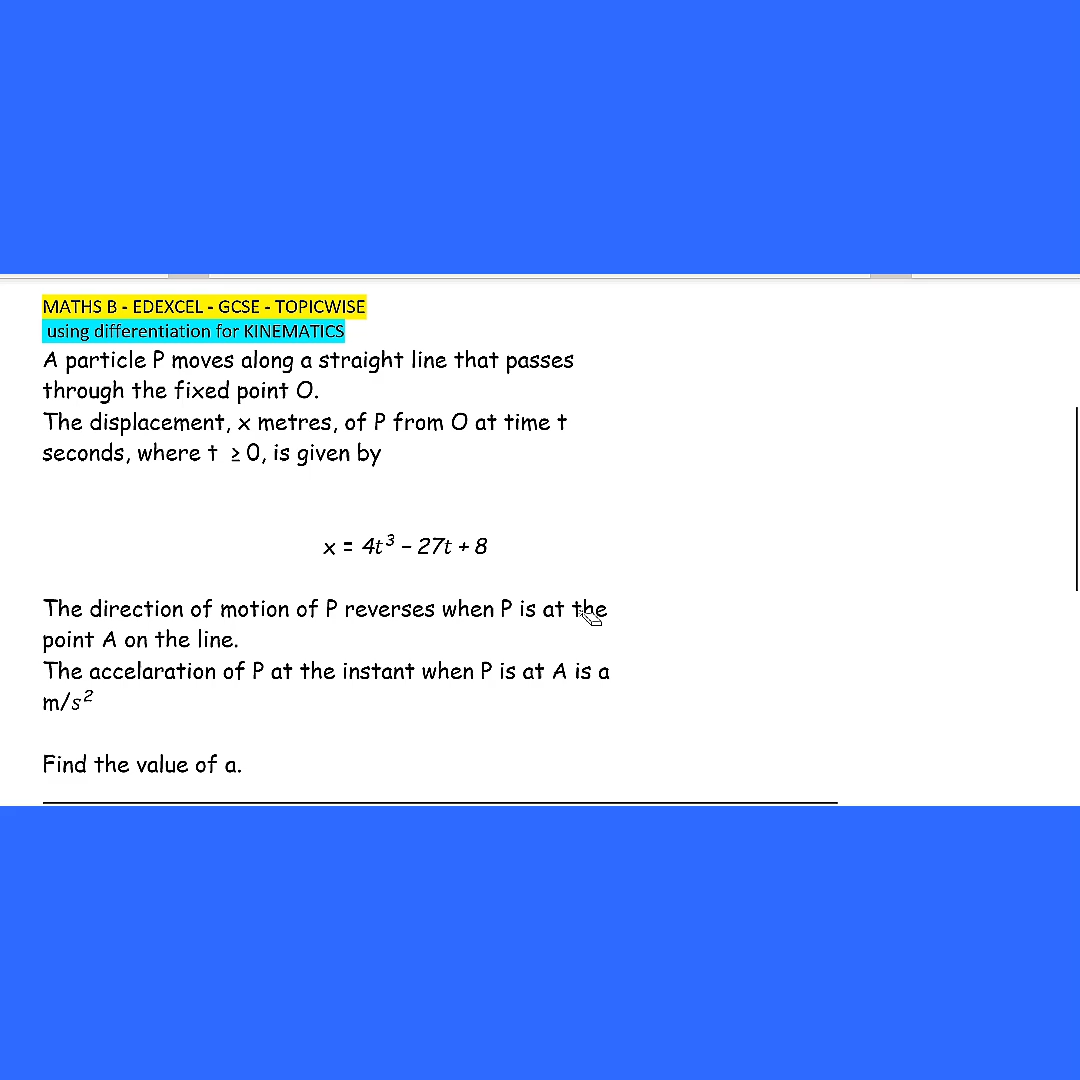 MATHS B - EDEXCEL - GCSE - TOPICWISE
using differentiation for KINEMATICS
A particle P moves along a straight line that passes
through the fixed point O.
The displacement, x metres, of P from O at time t
seconds, where t ≥ 0, is given by
x = 4t³ − 27t + 8
The direction of motion of P reverses when P is at the
point A on the line.
The accelaration of P at the instant when P is at A is a
m/s²
Find the value of a.